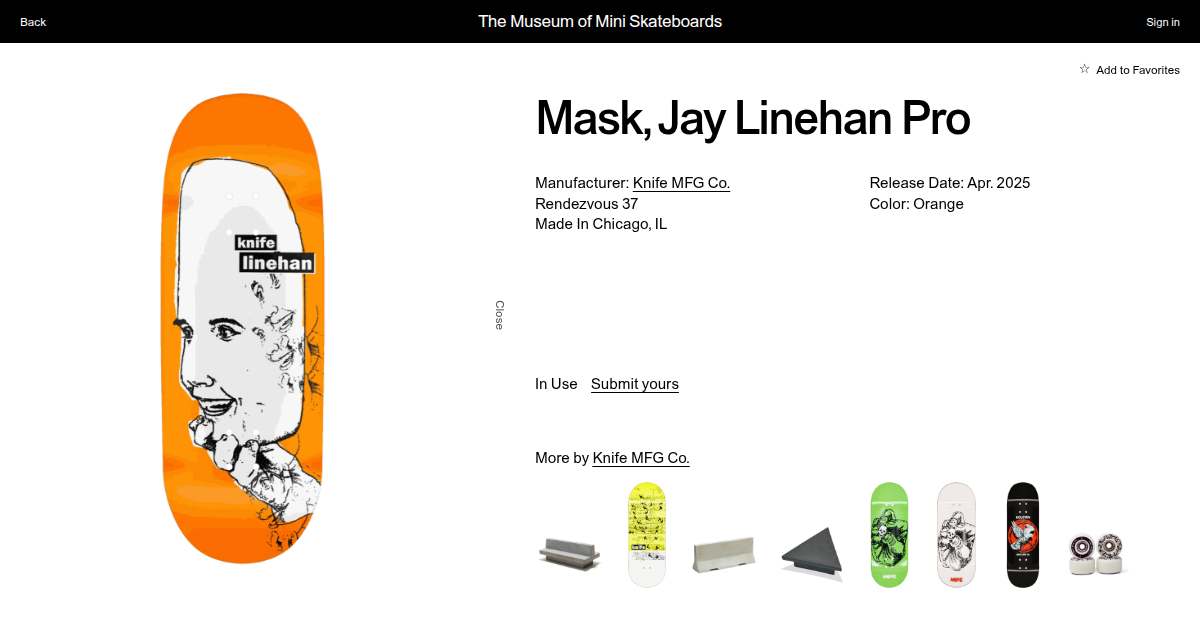 Back
The Museum of Mini Skateboards
Sign in
☆ Add to Favorites
Mask, Jay Linehan Pro
Manufacturer: Knife MFG Co.
Rendezvous 37
Made In Chicago, IL
Release Date: Apr. 2025
Color: Orange
knife
linehan
Close
In Use Submit yours
More by Knife MFG Co.